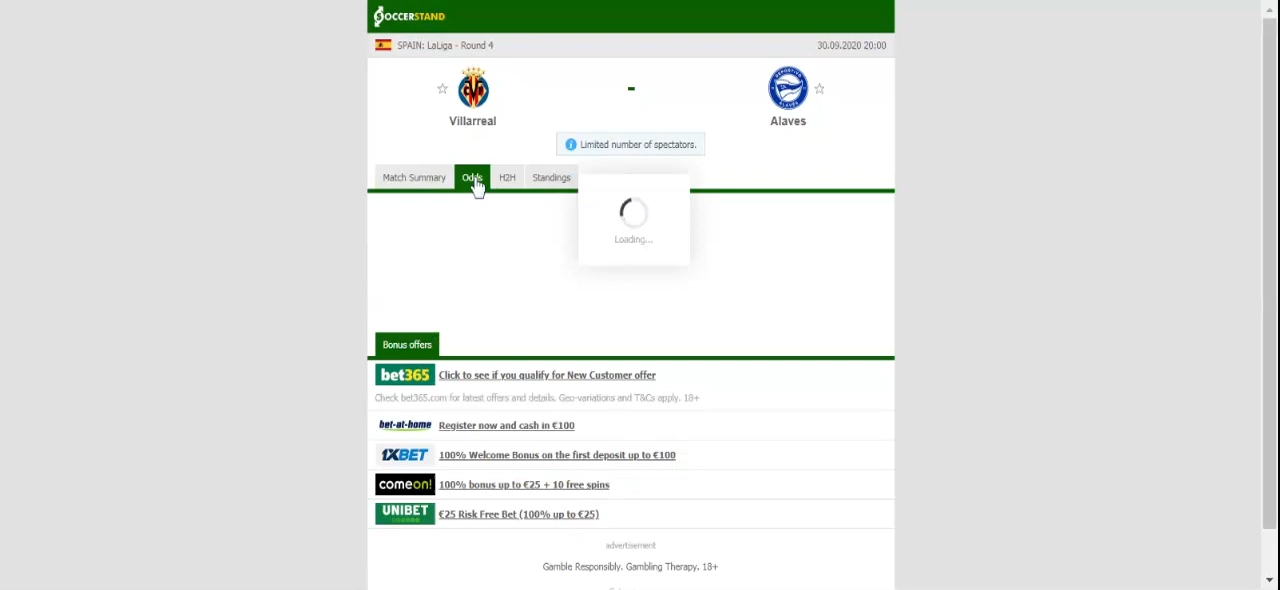 SOCCERSTAND
SPAIN: LaLiga - Round 4 30.09.2020 20:00
-
Villarreal Alaves
Limited number of spectators.
Match Summary Odds H2H Standings
Loading...
Bonus offers
bet365 Click to see if you qualify for New Customer offer
Check bet365.com for latest offers and details. Geo-variations and T&Cs apply. 18+
bet-at-home Register now and cash in €100
1XBET 100% Welcome Bonus on the first deposit up to €100
comeon! 100% bonus up to €25 + 10 free spins
UNIBET €25 Risk Free Bet (100% up to €25)
advertisement
Gamble Responsibly. Gambling Therapy. 18+